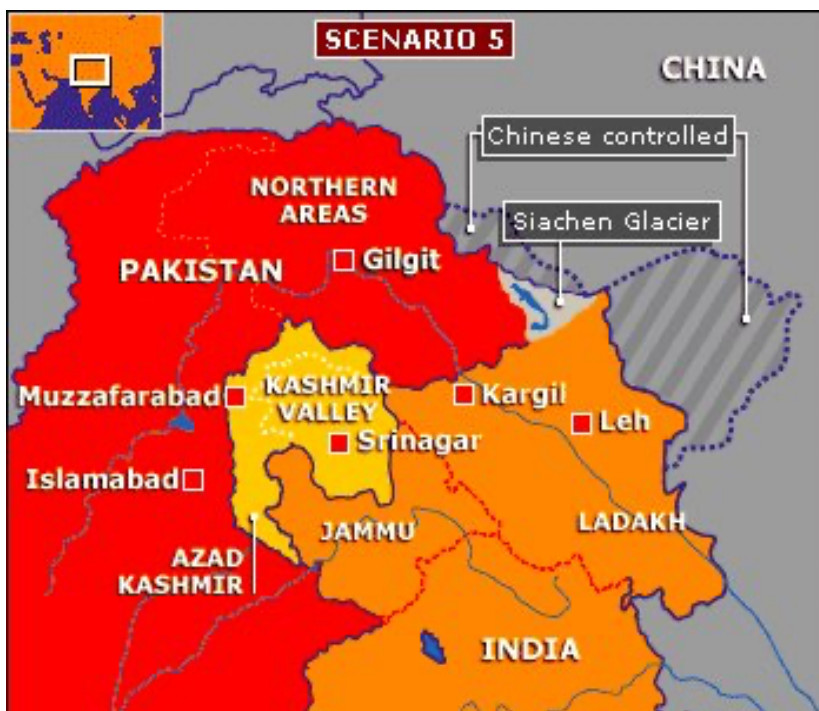 SCENARIO 5
CHINA
Chinese controlled
NORTHERN
AREAS
Siachen Glacier
Gilgit
PAKISTAN
Muzzafarabad
KASHMIR
VALLEY
Kargil
Leh
Srinagar
Islamabad
JAMMU
LADAKH
AZAD
KASHMIR
INDIA